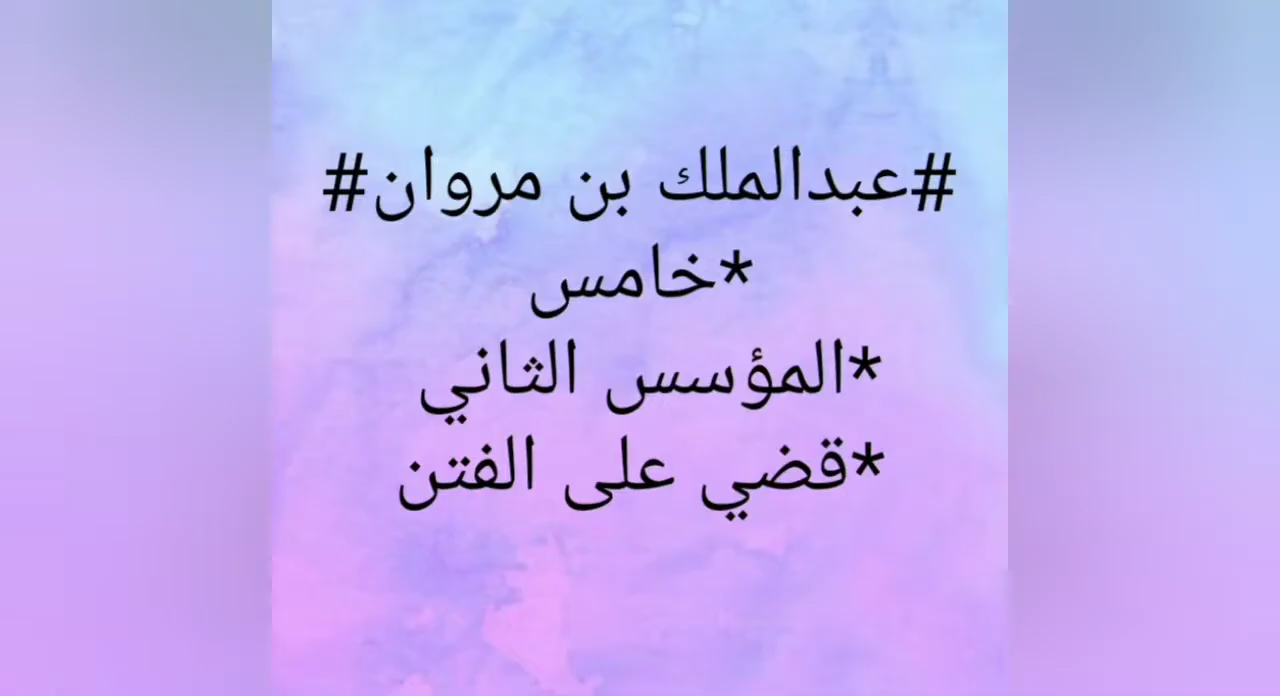 #عبدالملك بن مروان#
*خامس
*المؤسس الثاني
*قضي على الفتن